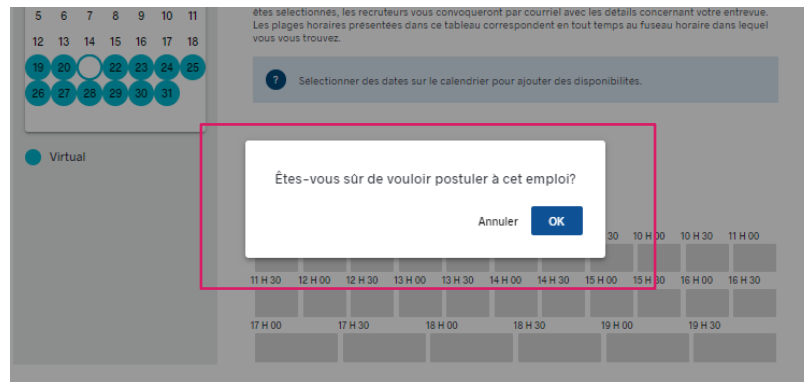 êtes sélectionnés, les recruteurs vous convoqueront par courriel avec les détails concernant votre entrevue.
Les plages horaires présentées dans ce tableau correspondent en tout temps au fuseau horaire dans lequel
vous vous trouvez.
5 6 7 8 9 10 11
12 13 14 15 16 17 18
19 20 22 23 24 25
26 27 28 29 30 31
? Sélectionner des dates sur le calendrier pour ajouter des disponibilités.
Virtual
Êtes-vous sûr de vouloir postuler à cet emploi?
Annuler OK
30 10 H 00 10 H 30 11 H 00
11 H 30 12 H 00 12 H 30 13 H 00 13 H 30 14 H 00 14 H 30 15 H 00 15 H 30 16 H 00 16 H 30
17 H 00 17 H 30 18 H 00 18 H 30 19 H 00 19 H 30